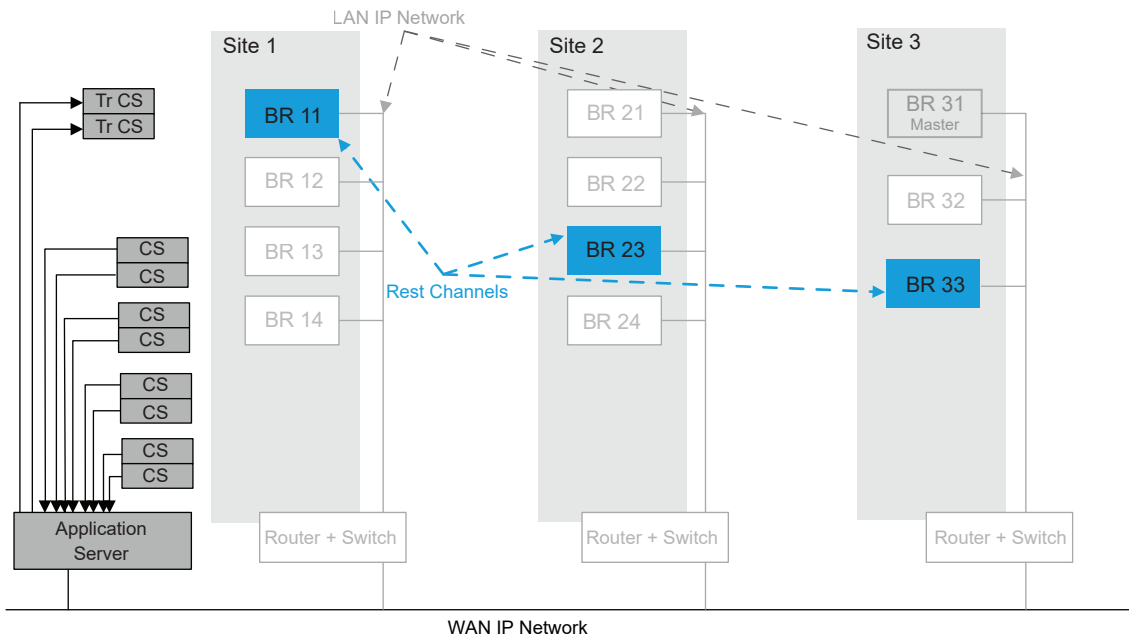 LAN IP Network
Site 1
Site 2
Site 3
Tr CS
Tr CS
BR 11
BR 12
BR 13
BR 14
BR 21
BR 22
BR 23
BR 24
BR 31
Master
BR 32
BR 33
Rest Channels
CS
CS
CS
CS
CS
CS
CS
CS
Application
Server
Router + Switch
Router + Switch
Router + Switch
WAN IP Network